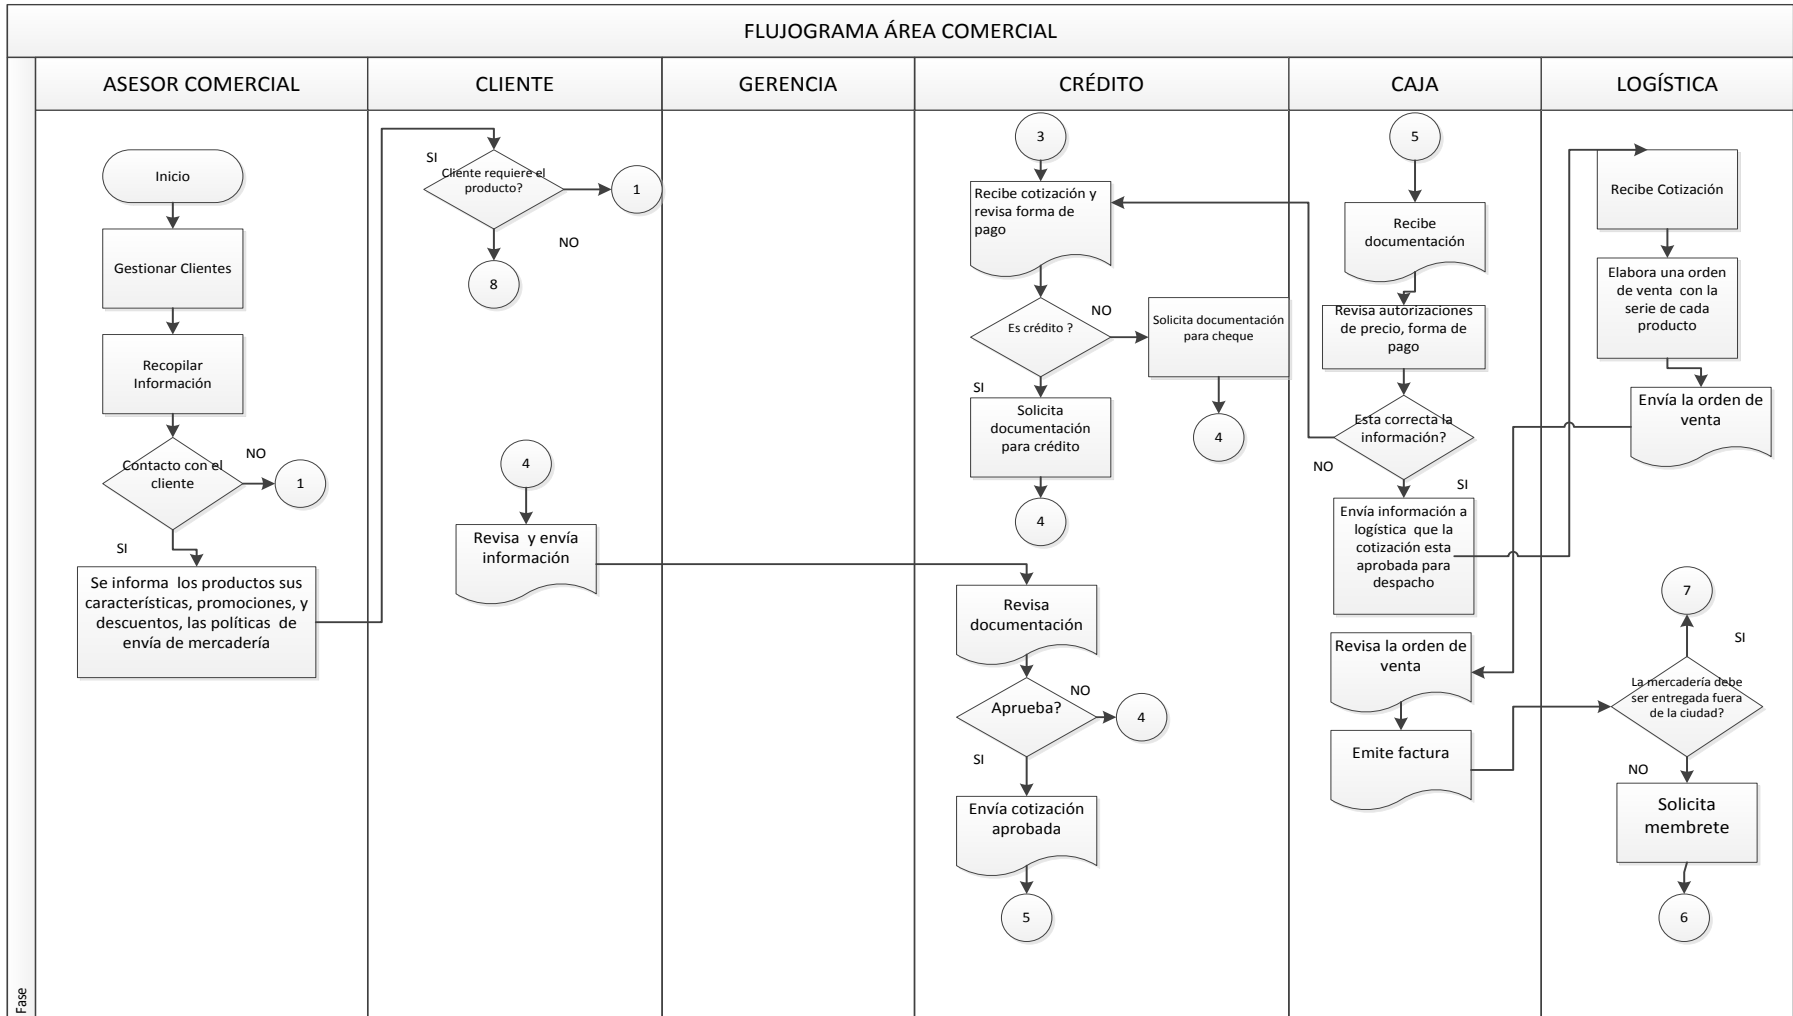 FLUJOGRAMA ÁREA COMERCIAL
Fase
ASESOR COMERCIAL
CLIENTE
GERENCIA
CRÉDITO
CAJA
LOGÍSTICA
Inicio
Gestionar Clientes
Recopilar
Información
Contacto con el
cliente
NO
1
SI
Se informa los productos sus
características, promociones, y
descuentos, las políticas de
envía de mercadería
SI
Cliente requiere el
producto?
1
NO
8
4
Revisa y envía
información
3
Recibe cotización y
revisa forma de
pago
Es crédito ?
NO
Solicita documentación
para cheque
4
SI
Solicita
documentación
para crédito
4
Revisa
documentación
Aprueba?
NO
4
SI
Envía cotización
aprobada
5
5
Recibe
documentación
Revisa autorizaciones
de precio, forma de
pago
Esta correcta la
información?
NO
SI
Envía información a
logística que la
cotización esta
aprobada para
despacho
Revisa la orden de
venta
Emite factura
Recibe Cotización
Elabora una orden
de venta con la
serie de cada
producto
Envía la orden de
venta
7
SI
La mercadería debe
ser entregada fuera
de la ciudad?
NO
Solicita
membrete
6